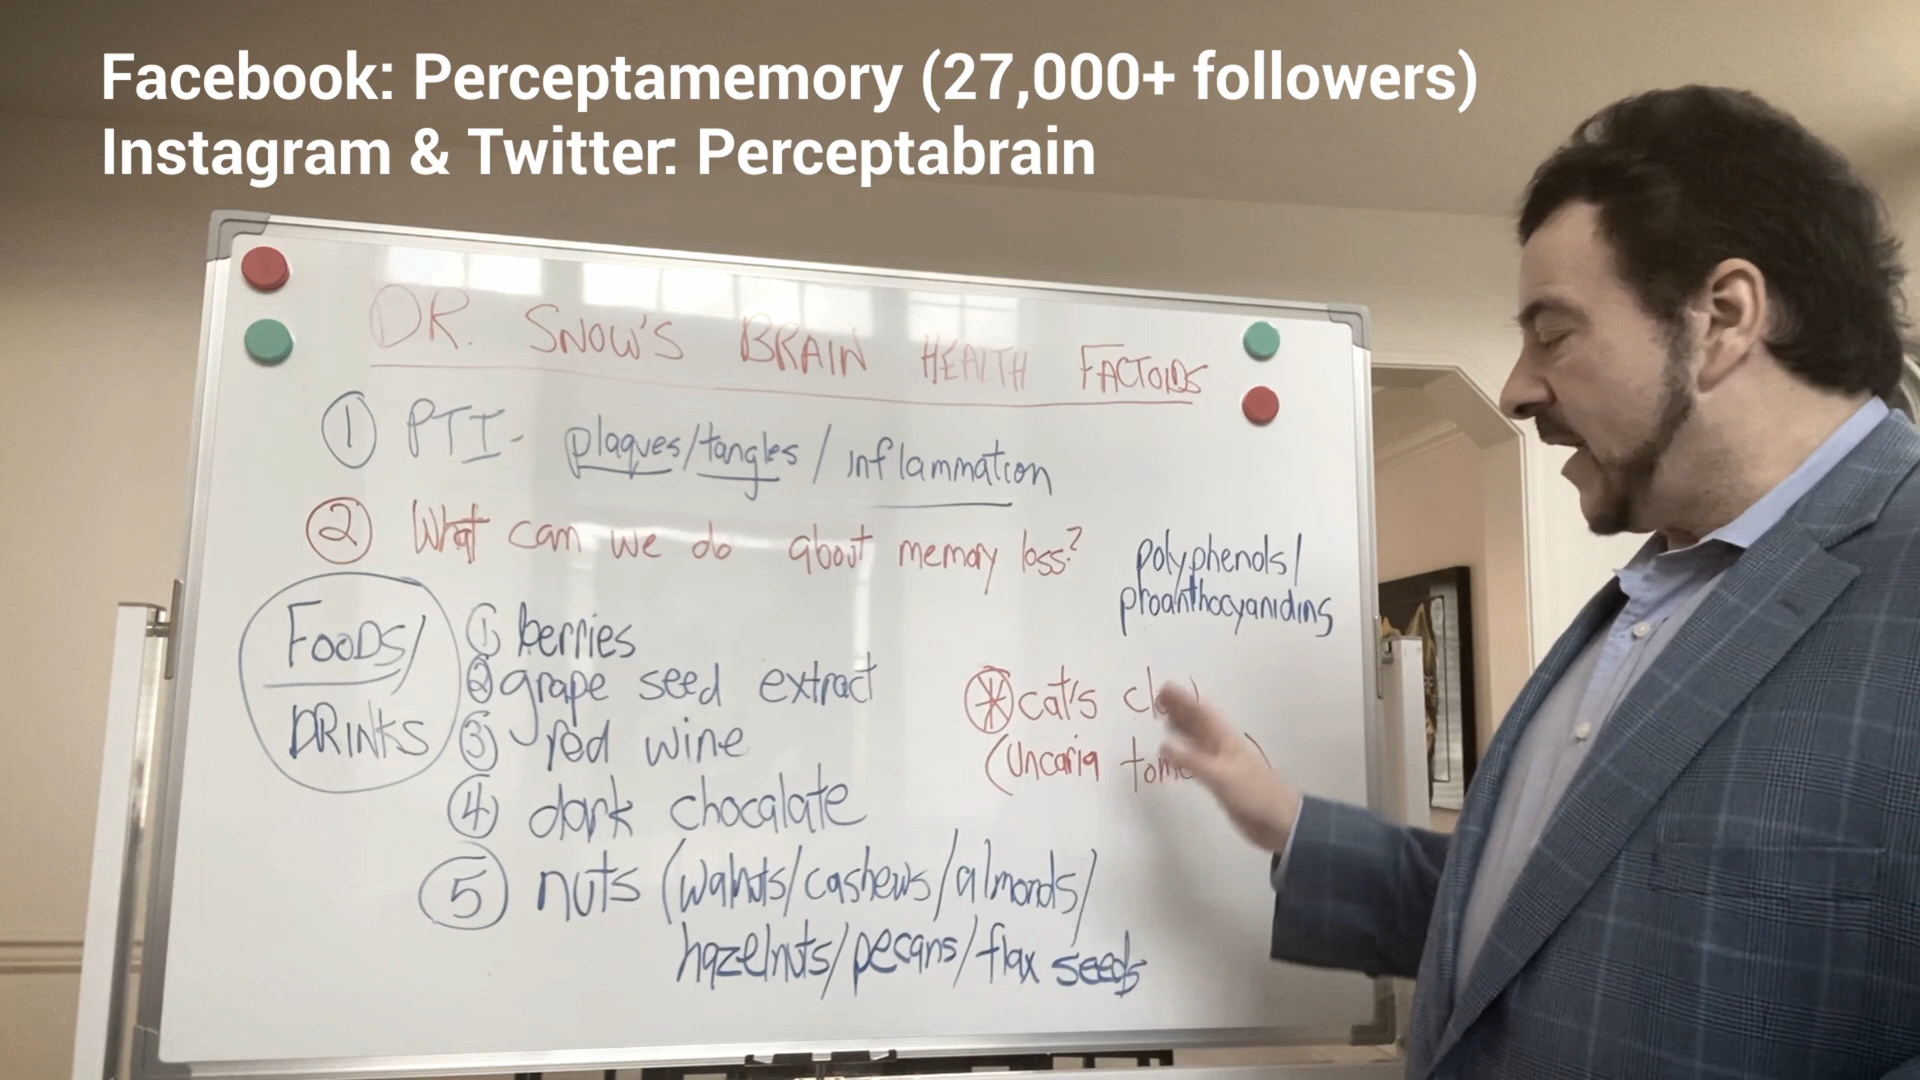 Facebook: Perceptamemory (27,000+ followers)
Instagram & Twitter: Perceptabrain
DR. SNOW'S BRAIN HEALTH FACTOIDS
① PTI- plaques/tangles/inflammation
② What can we do about memory loss?
polyphenols/
proanthocyanidins
FOODS/
DRINKS
① berries
② grape seed extract
③ red wine
④ dark chocalate
⑤ nuts (walnuts/cashews/almonds/
hazelnuts/pecans/flax seeds
* cat's
(Uncaria